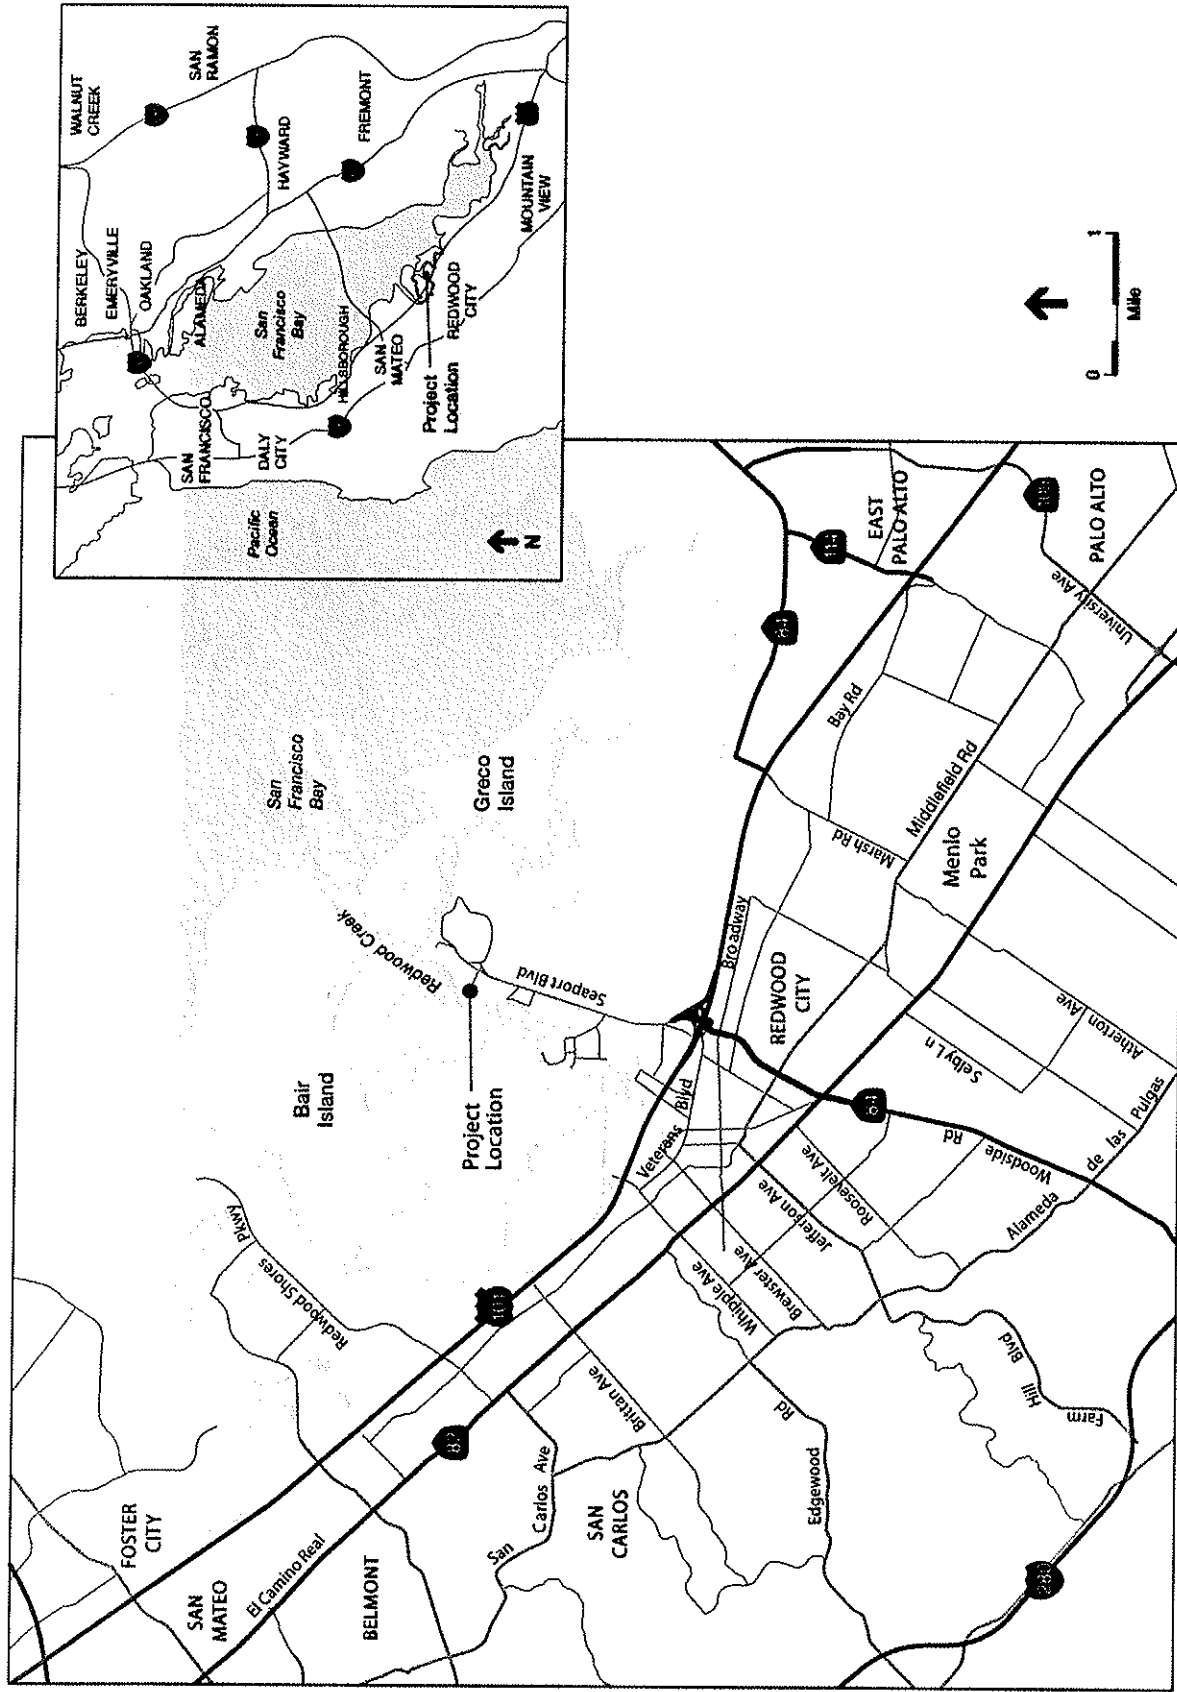 WALNUT
CREEK
SAN
RAMON
BERKELEY
EMERYVILLE
OAKLAND
HAYWARD
FREMONT
ALAMEDA
San
Francisco
Bay
SAN
FRANCISCO
DALY
CITY
HILLSBOROUGH
SAN
MATEO
REDWOOD
CITY
MOUNTAIN
VIEW
Project
Location
Pacific
Ocean
N
San
Francisco
Bay
Greco
Island
Bair
Island
Redwood Creek
Seaport Blvd
Project
Location
Redwood Shores
Pkwy
FOSTER
CITY
SAN
MATEO
El Camino Real
BELMONT
San
Carlos Ave
SAN
CARLOS
Brittan Ave
101
82
Veterans
Blvd
Broadway
REDWOOD
CITY
Whipple Ave
Brewster Ave
Jefferson Ave
Roosevelt Ave
Edgewood
Rd
Farm
Hill
Blvd
280
Alameda
de las
Pulgas
Woodside
Rd
84
Selby Ln
Atherton
Ave
Marsh Rd
Middlefield Rd
Bay Rd
Menlo
Park
84
EAST
PALO ALTO
PALO ALTO
University Ave
0
1
Mile